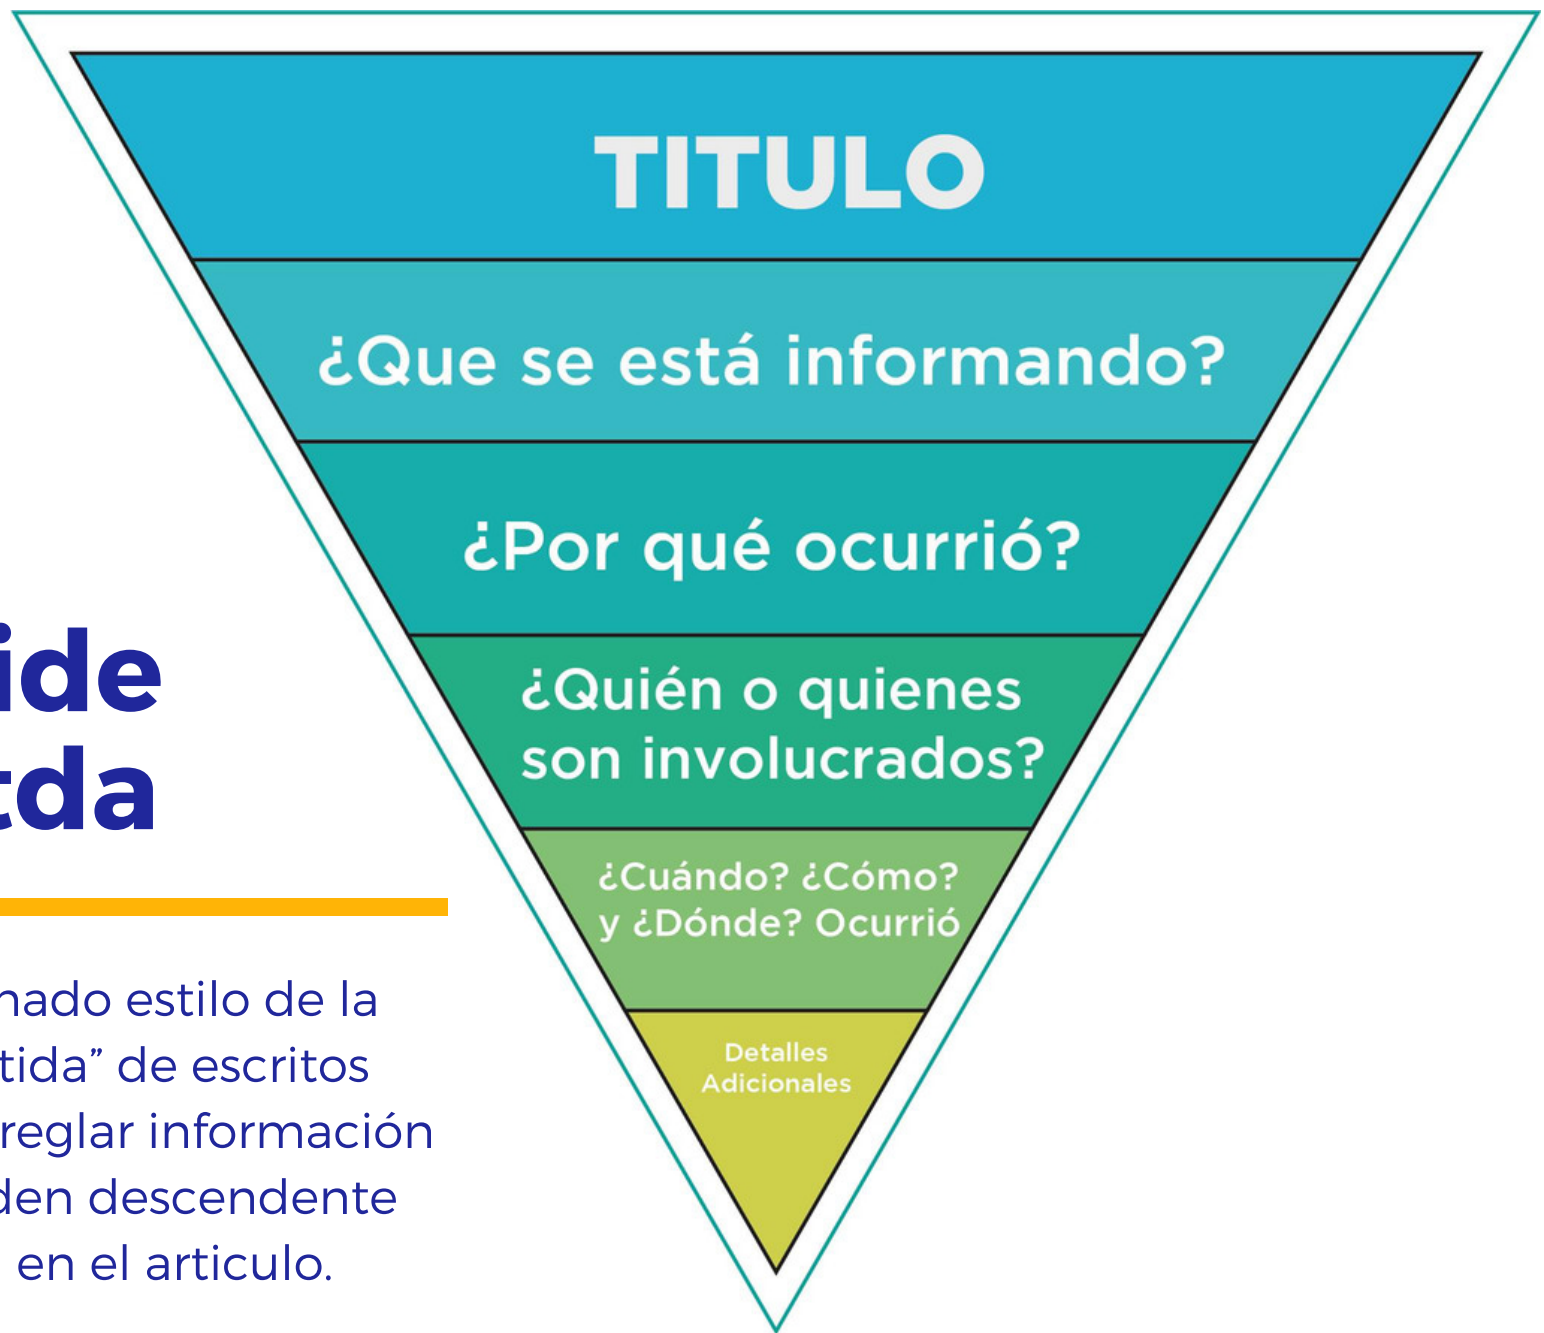 TITULO
¿Que se está informando?
¿Por qué ocurrió?
¿Quién o quienes
son involucrados?
¿Cuándo? ¿Cómo?
y ¿Dónde? Ocurrió
Detalles
Adicionales
ide
tda
nado estilo de la
tida” de escritos
reglar información
den descendente
en el articulo.